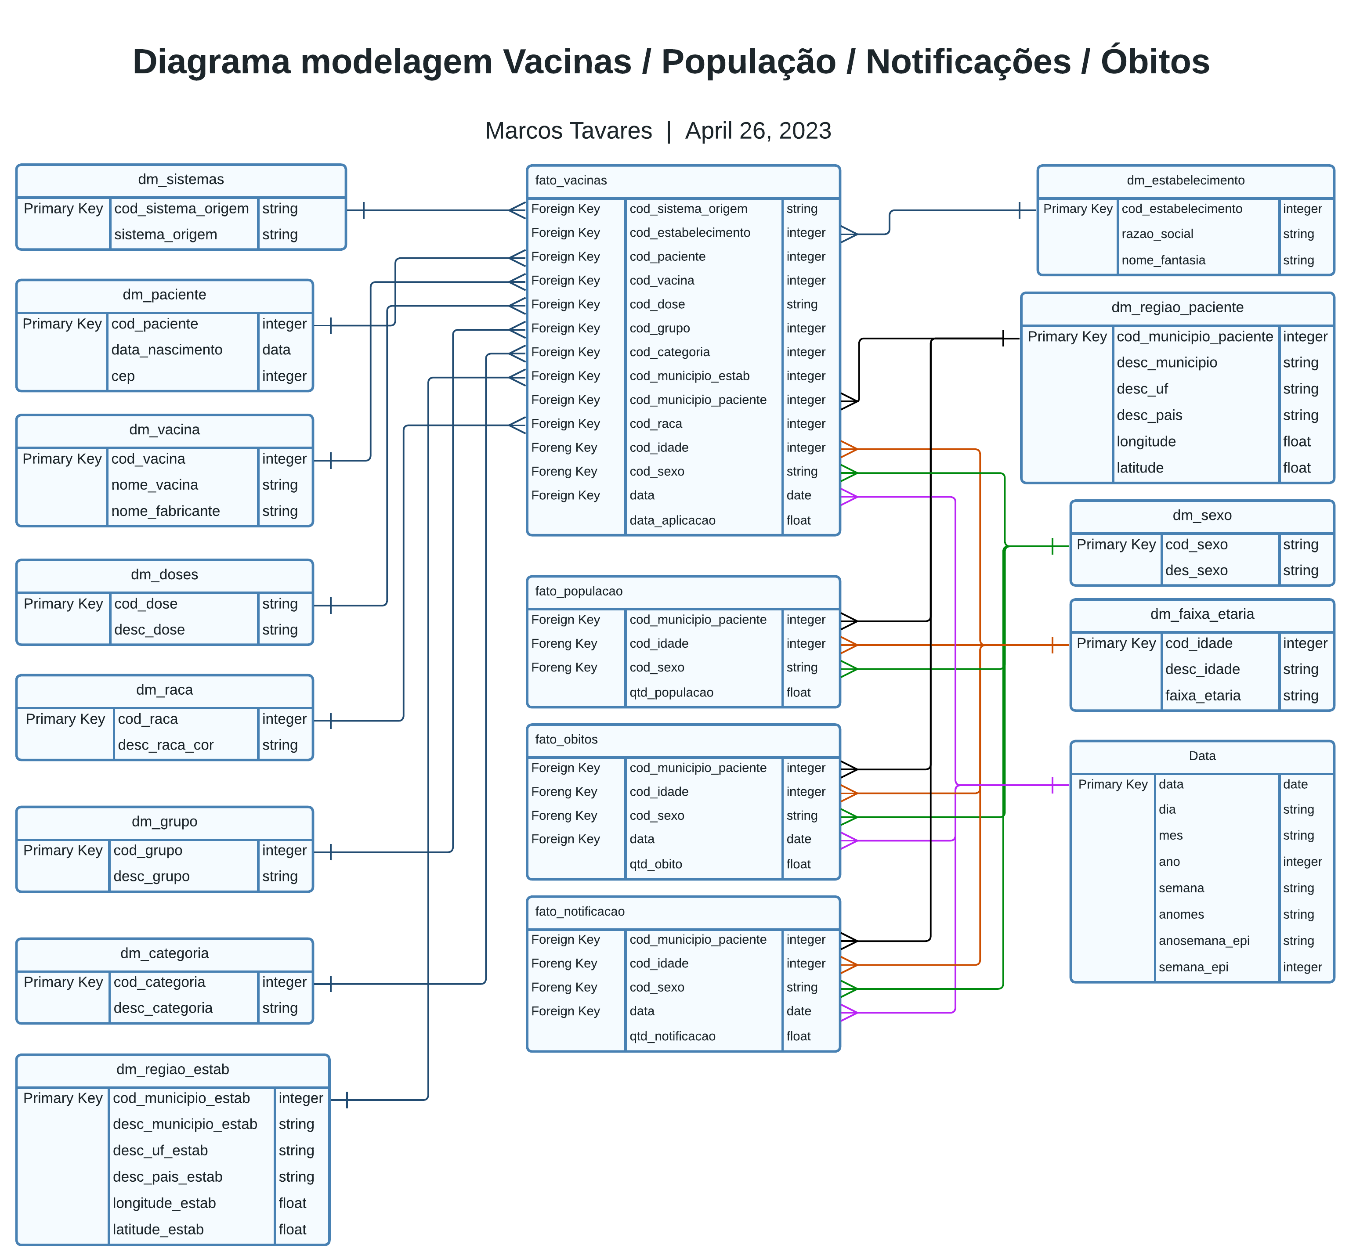 Diagrama modelagem Vacinas / População / Notificações / Óbitos
Marcos Tavares | April 26, 2023
dm_sistemas
Primary Key cod_sistema_origem string
sistema_origem string
dm_paciente
Primary Key cod_paciente integer
data_nascimento data
cep integer
dm_vacina
Primary Key cod_vacina integer
nome_vacina string
nome_fabricante string
dm_doses
Primary Key cod_dose string
desc_dose string
dm_raca
Primary Key cod_raca integer
desc_raca_cor string
dm_grupo
Primary Key cod_grupo integer
desc_grupo string
dm_categoria
Primary Key cod_categoria integer
desc_categoria string
dm_regiao_estab
Primary Key cod_municipio_estab integer
desc_municipio_estab string
desc_uf_estab string
desc_pais_estab string
longitude_estab float
latitude_estab float
fato_vacinas
Foreign Key cod_sistema_origem string
Foreign Key cod_estabelecimento integer
Foreign Key cod_paciente integer
Foreign Key cod_vacina integer
Foreign Key cod_dose string
Foreign Key cod_grupo integer
Foreign Key cod_categoria integer
Foreign Key cod_municipio_estab integer
Foreign Key cod_municipio_paciente integer
Foreign Key cod_raca integer
Foreng Key cod_idade integer
Foreng Key cod_sexo string
Foreign Key data date
data_aplicacao float
fato_populacao
Foreign Key cod_municipio_paciente integer
Foreng Key cod_idade integer
Foreng Key cod_sexo string
qtd_populacao float
fato_obitos
Foreign Key cod_municipio_paciente integer
Foreng Key cod_idade integer
Foreng Key cod_sexo string
Foreign Key data date
qtd_obito float
fato_notificacao
Foreign Key cod_municipio_paciente integer
Foreng Key cod_idade integer
Foreng Key cod_sexo string
Foreign Key data date
qtd_notificacao float
dm_estabelecimento
Primary Key cod_estabelecimento integer
razao_social string
nome_fantasia string
dm_regiao_paciente
Primary Key cod_municipio_paciente integer
desc_municipio string
desc_uf string
desc_pais string
longitude float
latitude float
dm_sexo
Primary Key cod_sexo string
des_sexo string
dm_faixa_etaria
Primary Key cod_idade integer
desc_idade string
faixa_etaria string
Data
Primary Key data date
dia string
mes string
ano integer
semana string
anomes string
anosemana_epi string
semana_epi integer